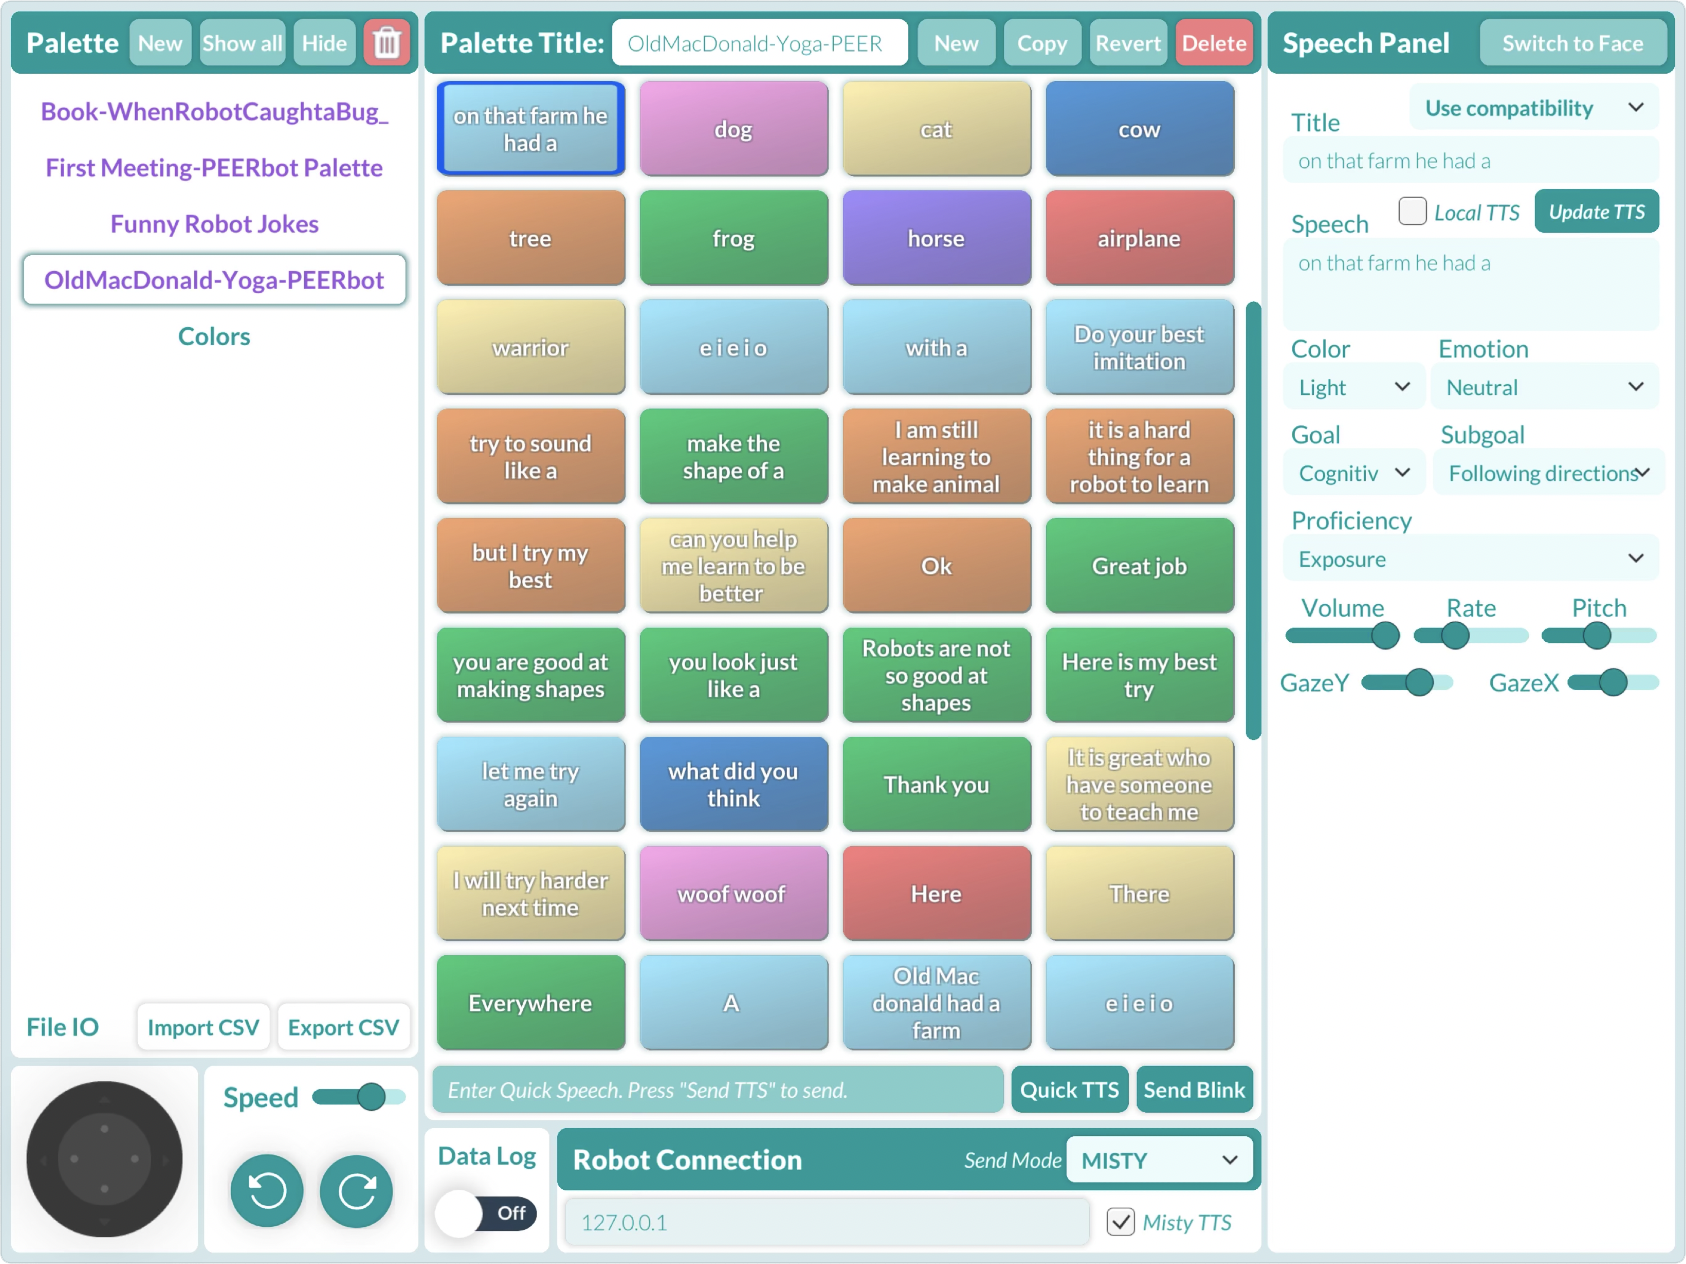 Palette New Show all Hide
Book-WhenRobotCaughtaBug_
First Meeting-PEERbot Palette
Funny Robot Jokes
OldMacDonald-Yoga-PEERbot
Colors
File IO Import CSV Export CSV
Speed
Palette Title: OldMacDonald-Yoga-PEER New Copy Revert Delete
on that farm he
had a
dog
cat
cow
tree
frog
horse
airplane
warrior
e i e i o
with a
Do your best
imitation
try to sound
like a
make the
shape of a
I am still
learning to
make animal
it is a hard
thing for a
robot to learn
but I try my
best
can you help
me learn to be
better
Ok
Great job
you are good at
making shapes
you look just
like a
Robots are not
so good at
shapes
Here is my best
try
let me try
again
what did you
think
Thank you
It is great who
have someone
to teach me
I will try harder
next time
woof woof
Here
There
Everywhere
A
Old Mac
donald had a
farm
e i e i o
Enter Quick Speech. Press "Send TTS" to send. Quick TTS Send Blink
Data Log
Off
Robot Connection Send Mode MISTY
127.0.0.1 Misty TTS
Speech Panel Switch to Face
Title Use compatibility
on that farm he had a
Speech Local TTS Update TTS
on that farm he had a
Color Emotion
Light Neutral
Goal Subgoal
Cognitiv Following directions
Proficiency
Exposure
Volume Rate Pitch
GazeY GazeX